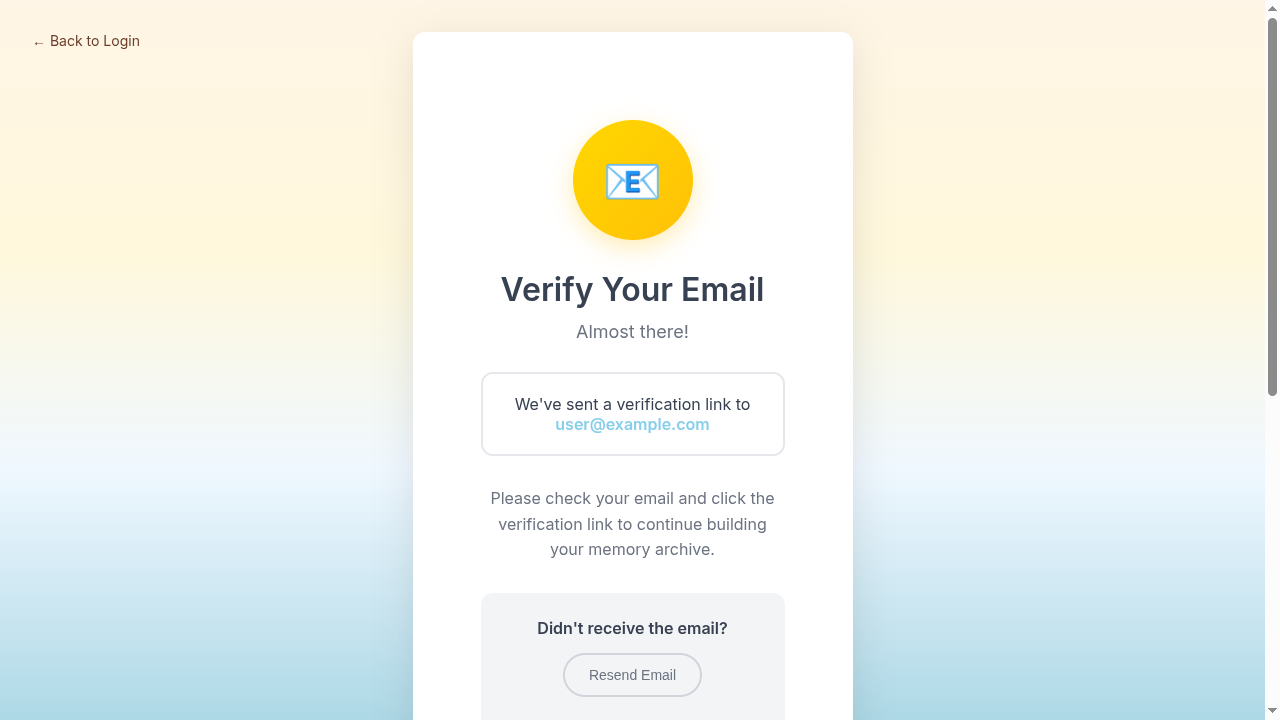 ← Back to Login
Verify Your Email
Almost there!
We've sent a verification link to
user@example.com
Please check your email and click the
verification link to continue building
your memory archive.
Didn't receive the email?
Resend Email